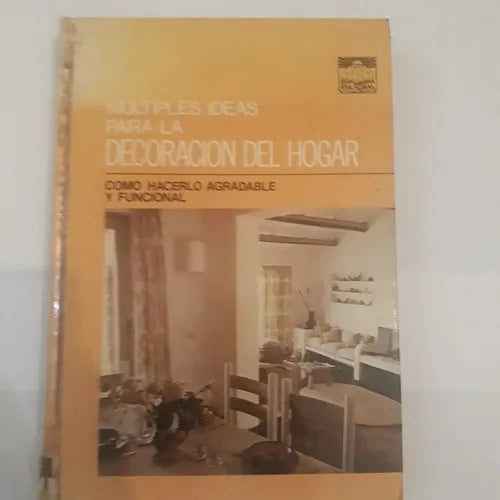 MULTIPLES IDEAS
PARA LA
DECORACION DEL HOGAR
COMO HACERLO AGRADABLE
Y FUNCIONAL